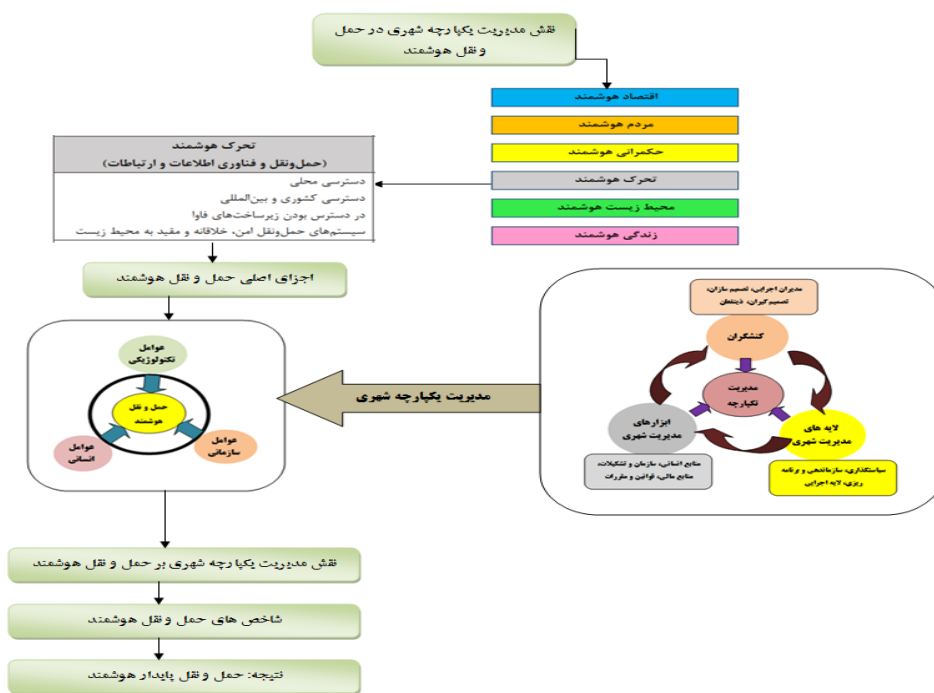 نقش مدیریت یکپارچه شهری در حمل
و نقل هوشمند
اقتصاد هوشمند
مردم هوشمند
حکمرانی هوشمند
تحرک هوشمند
محیط زیست هوشمند
زندگی هوشمند
تحرک هوشمند
(حمل‌ونقل و فناوری اطلاعات و ارتباطات)
دسترسی محلی
دسترسی کشوری و بین‌المللی
در دسترس بودن زیرساخت‌های فاوا
سیستم‌های حمل‌ونقل امن، خلاقانه و مقید به محیط زیست
اجزای اصلی حمل و نقل هوشمند
مدیران اجرایی، تصمیم سازان،
تصمیم‌گیران، ذینفعان
کنشگران
مدیریت
یکپارچه
ابزارهای
مدیریت شهری
لایه های
مدیریت شهری
منابع انسانی، سازمان و تشکیلات،
منابع مالی، قوانین و مقررات
سیاستگذاری، سازماندهی و برنامه
ریزی، لایه اجرایی
مدیریت یکپارچه شهری
عوامل
تکنولوژیکی
حمل و نقل
هوشمند
عوامل
سازمانی
عوامل
انسانی
نقش مدیریت یکپارچه شهری بر حمل و نقل هوشمند
شاخص های حمل و نقل هوشمند
نتیجه: حمل و نقل پایدار هوشمند